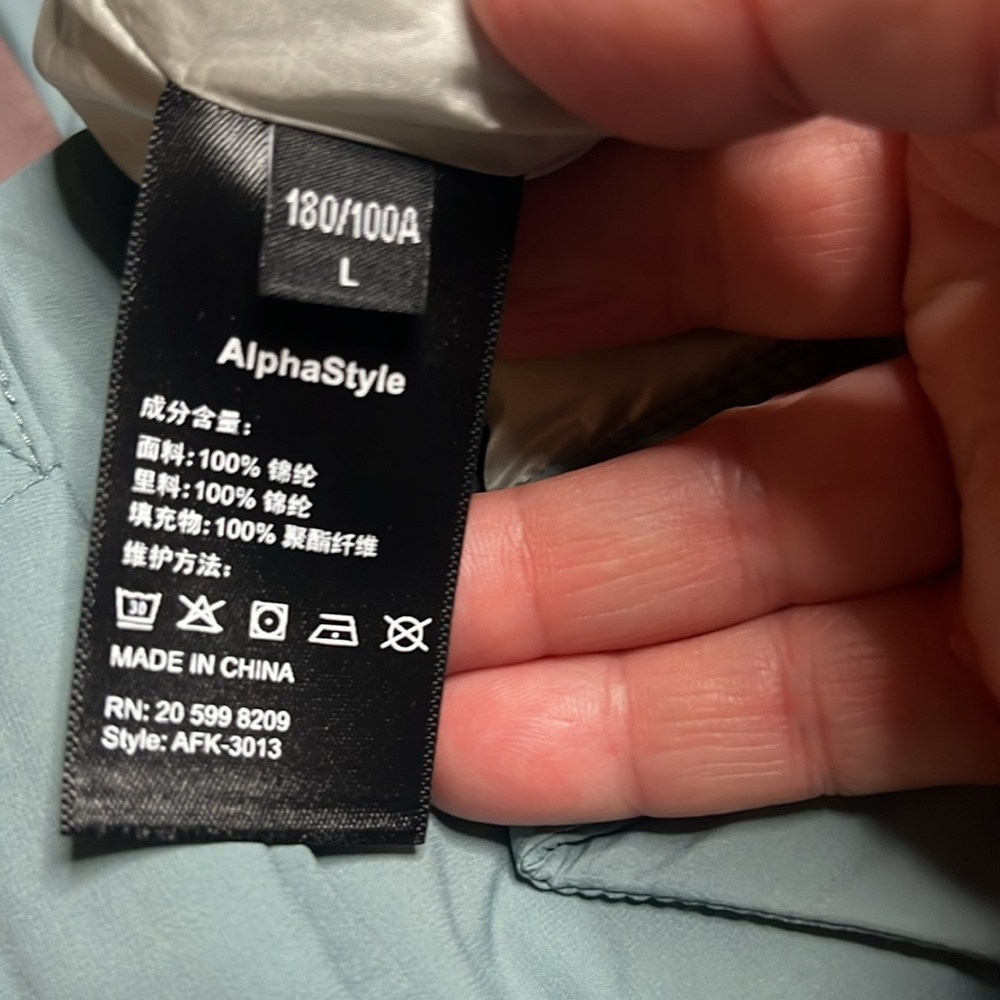 180/100A
L
AlphaStyle
成分含量:
面料:100% 锦纶
里料:100% 锦纶
填充物:100% 聚酯纤维
维护方法:
30
MADE IN CHINA
RN: 20 599 8209
Style: AFK-3013